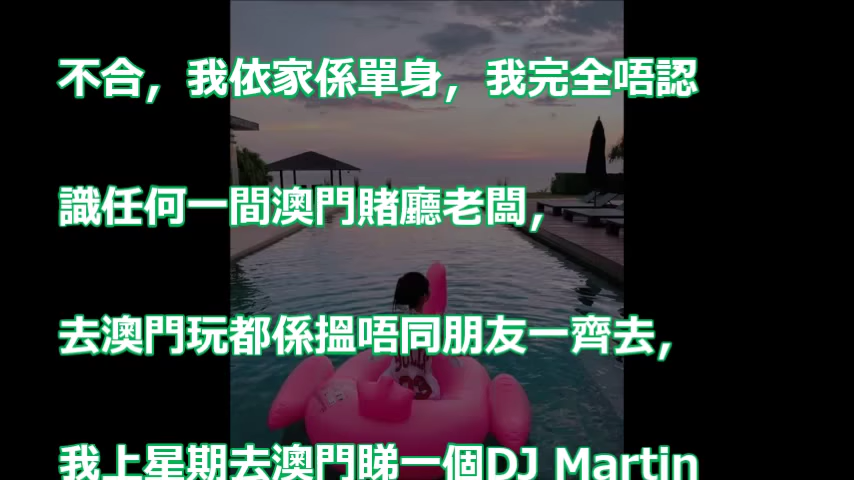 不合，我依家係單身，我完全唔認
識任何一間澳門賭廳老闆，
去澳門玩都係搵唔同朋友一齊去，
我上星期去澳門睇一個DJ Martin
23